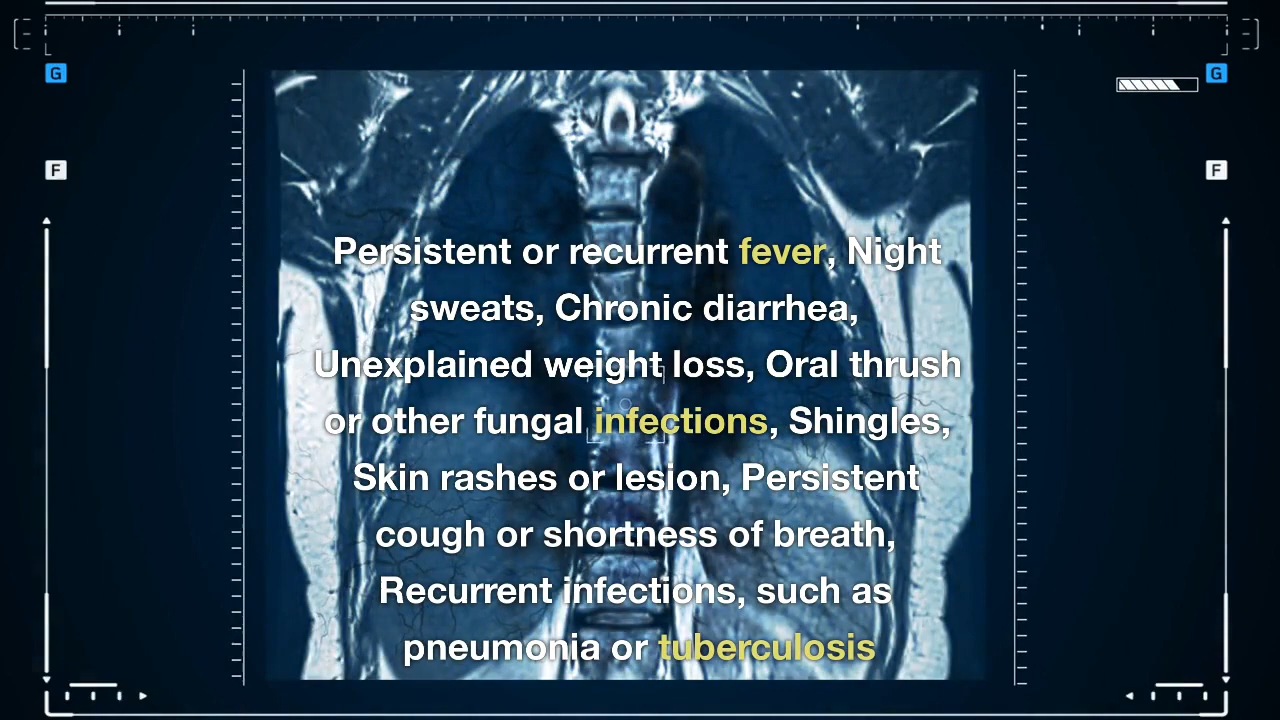 G
G
F
F
Persistent or recurrent fever, Night
sweats, Chronic diarrhea,
Unexplained weight loss, Oral thrush
or other fungal infections, Shingles,
Skin rashes or lesion, Persistent
cough or shortness of breath,
Recurrent infections, such as
pneumonia or tuberculosis